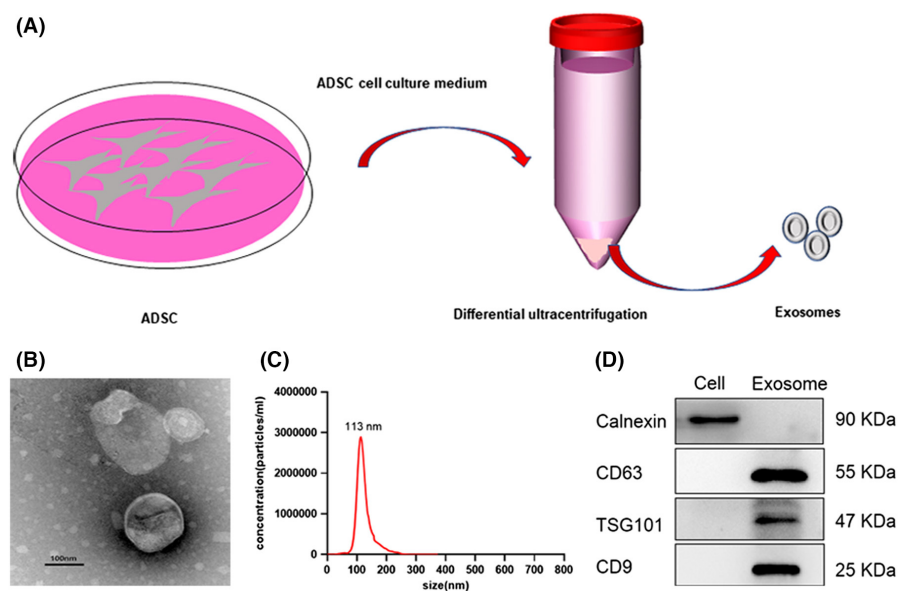 (A)
ADSC cell culture medium
ADSC
Differential ultracentrifugation
Exosomes
(B)
100nm
(C)
concentration(particles/ml)
4000000
3000000
2000000
1000000
0
113 nm
0 100 200 300 400 500 600 700 800
size(nm)
(D)
Cell Exosome
Calnexin 90 KDa
CD63 55 KDa
TSG101 47 KDa
CD9 25 KDa